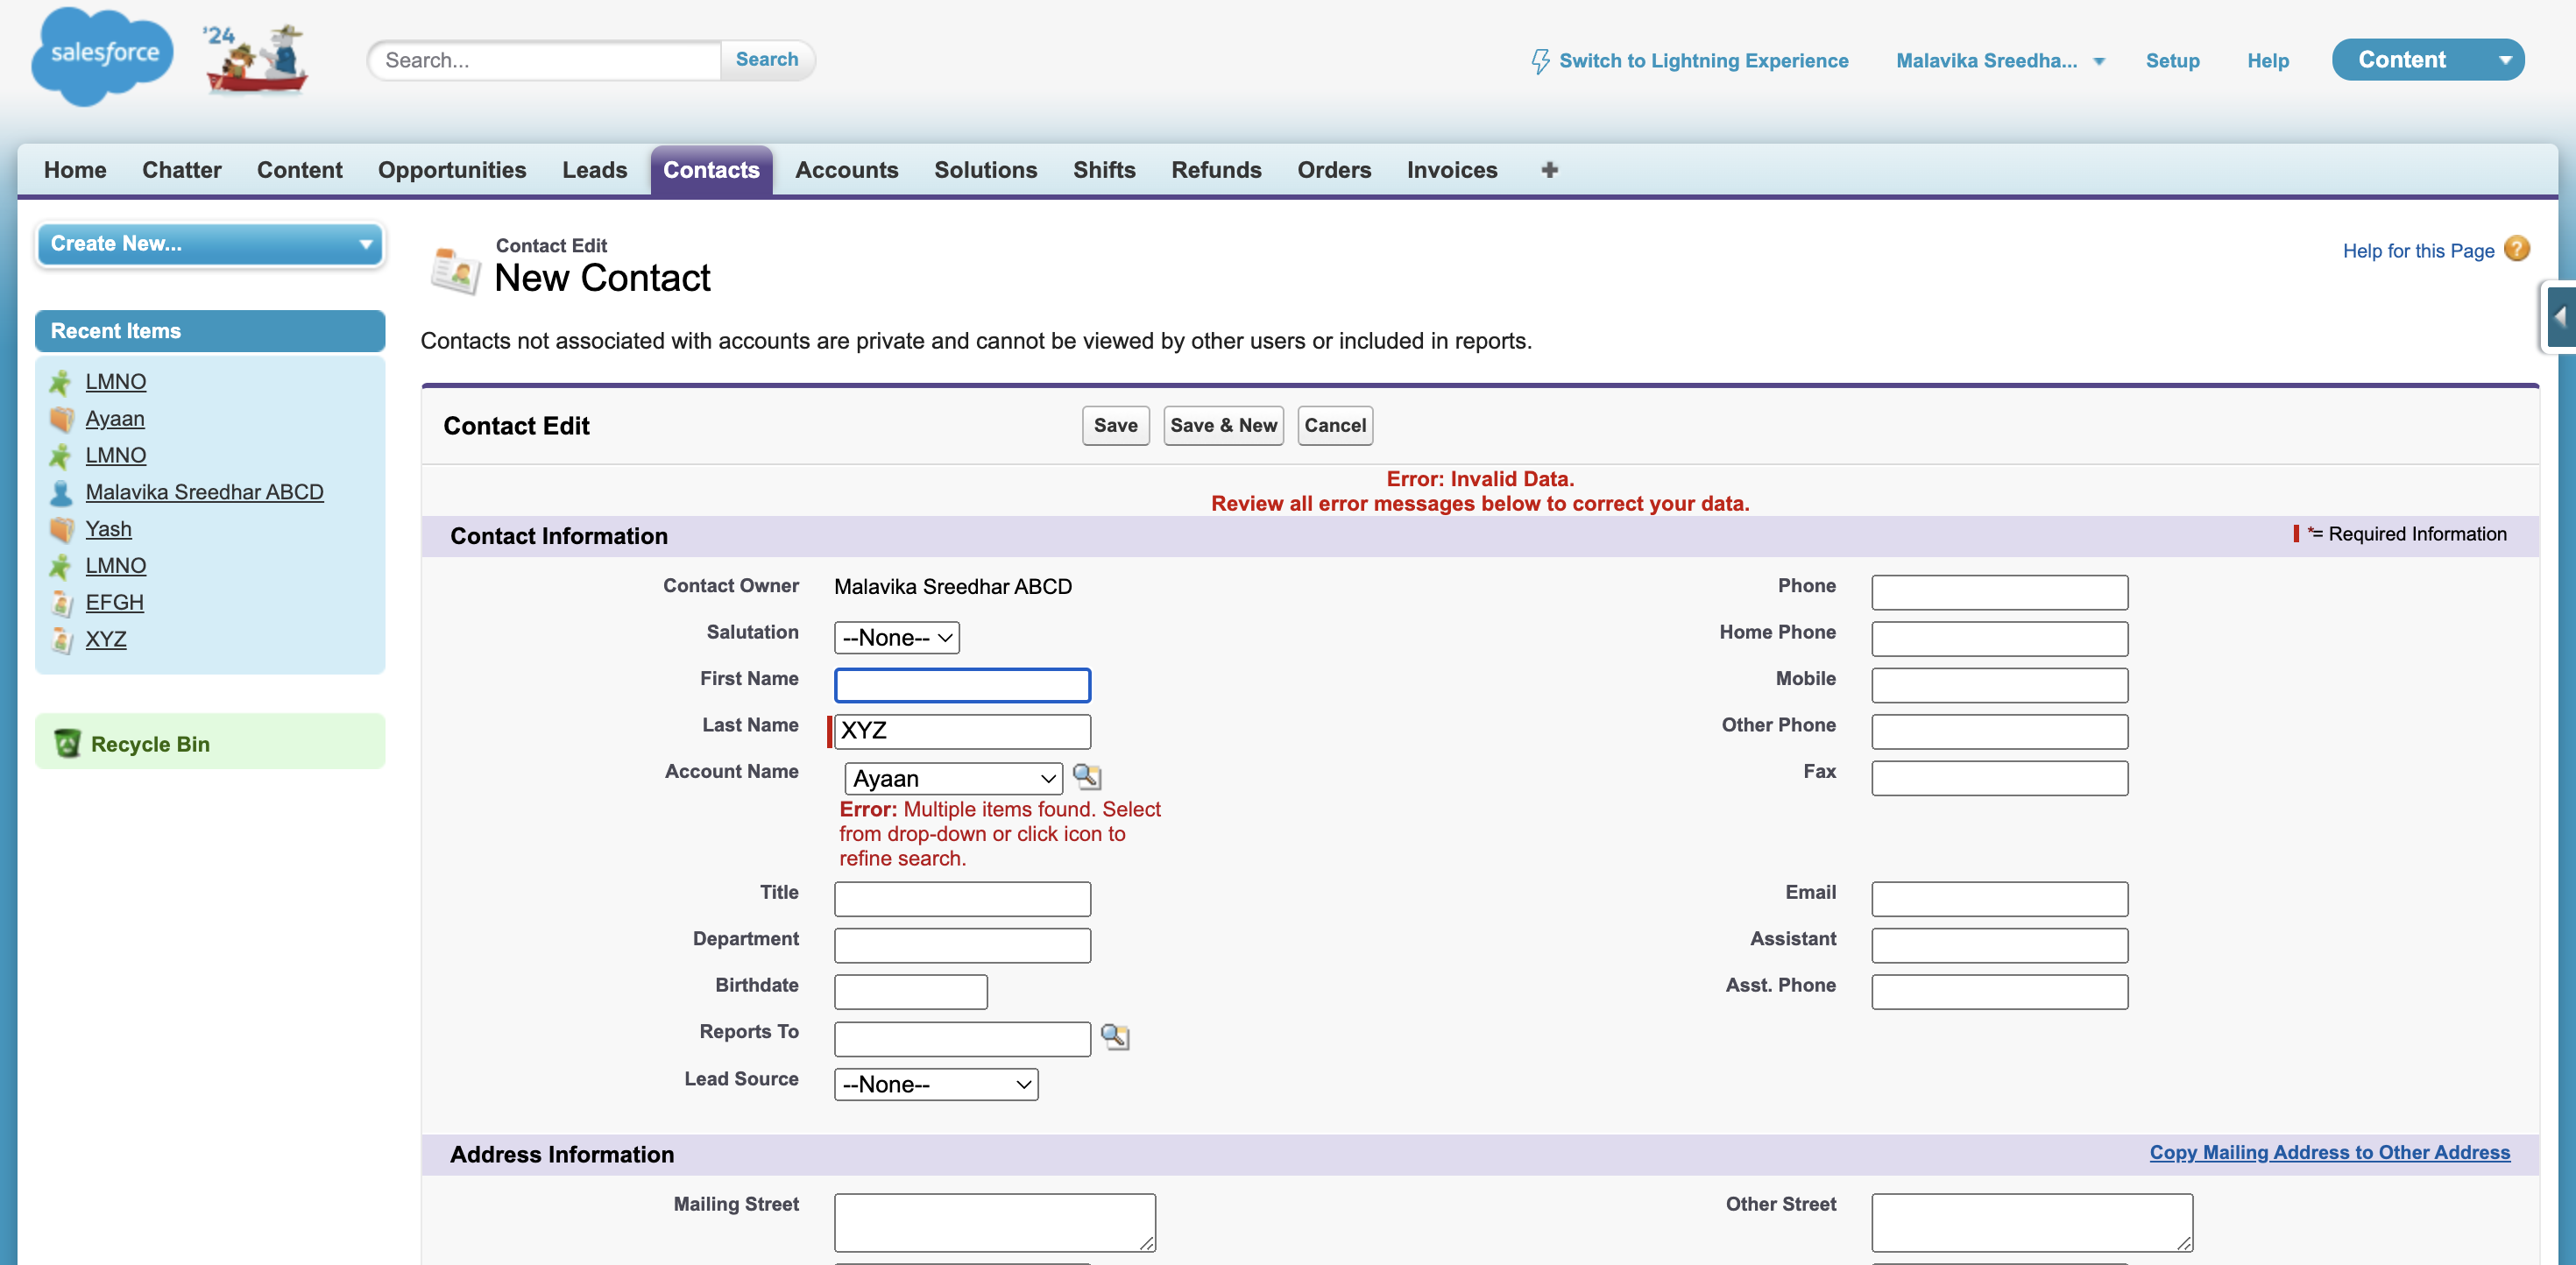 salesforce
'24
Search...
Search
Switch to Lightning Experience
Malavika Sreedha...
Setup
Help
Content
Home
Chatter
Content
Opportunities
Leads
Contacts
Accounts
Solutions
Shifts
Refunds
Orders
Invoices
Create New...
Recent Items
LMNO
Ayaan
LMNO
Malavika Sreedhar ABCD
Yash
LMNO
EFGH
XYZ
Recycle Bin
Contact Edit
New Contact
Help for this Page
Contacts not associated with accounts are private and cannot be viewed by other users or included in reports.
Contact Edit
Save
Save & New
Cancel
Error: Invalid Data.
Review all error messages below to correct your data.
Contact Information
*= Required Information
Contact Owner
Malavika Sreedhar ABCD
Phone
Salutation
--None--
Home Phone
First Name
Mobile
Last Name
XYZ
Other Phone
Account Name
Ayaan
Fax
Error: Multiple items found. Select
from drop-down or click icon to
refine search.
Title
Email
Department
Assistant
Birthdate
Asst. Phone
Reports To
Lead Source
--None--
Address Information
Copy Mailing Address to Other Address
Mailing Street
Other Street